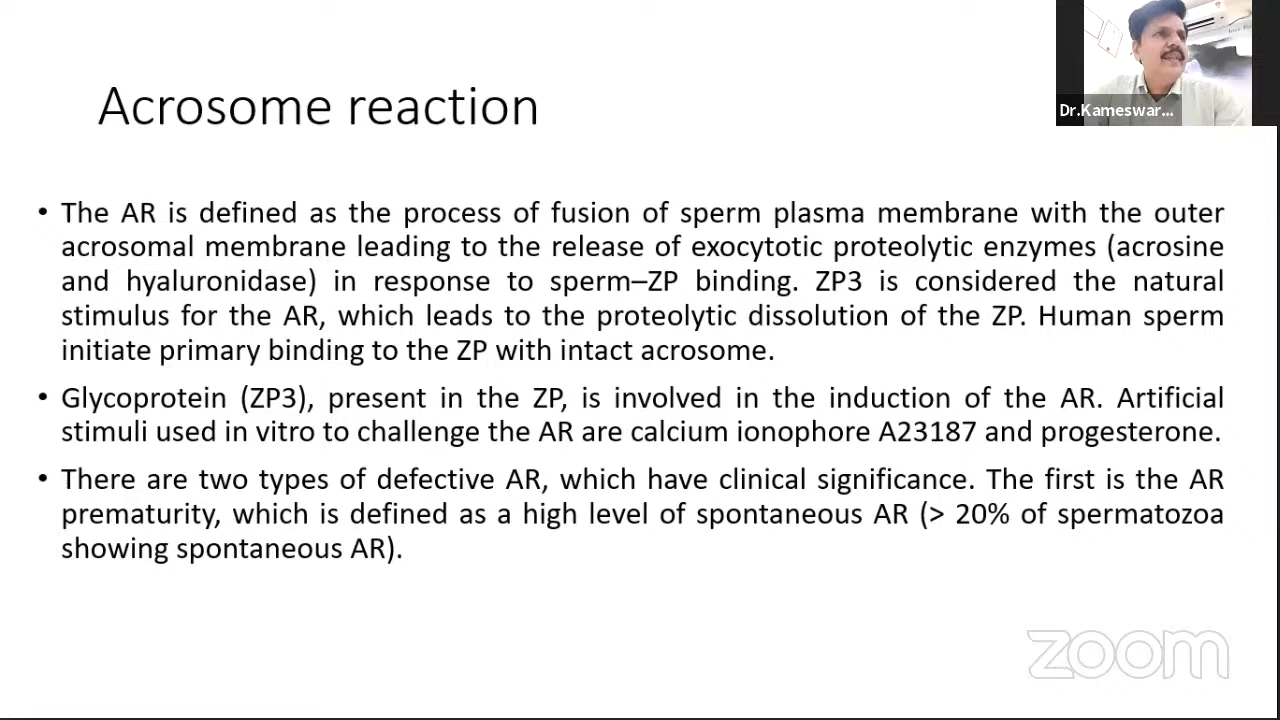 Dr.Kameswar...
Acrosome reaction
• The AR is defined as the process of fusion of sperm plasma membrane with the outer
acrosomal membrane leading to the release of exocytotic proteolytic enzymes (acrosine
and hyaluronidase) in response to sperm–ZP binding. ZP3 is considered the natural
stimulus for the AR, which leads to the proteolytic dissolution of the ZP. Human sperm
initiate primary binding to the ZP with intact acrosome.
• Glycoprotein (ZP3), present in the ZP, is involved in the induction of the AR. Artificial
stimuli used in vitro to challenge the AR are calcium ionophore A23187 and progesterone.
• There are two types of defective AR, which have clinical significance. The first is the AR
prematurity, which is defined as a high level of spontaneous AR (> 20% of spermatozoa
showing spontaneous AR).
zoom